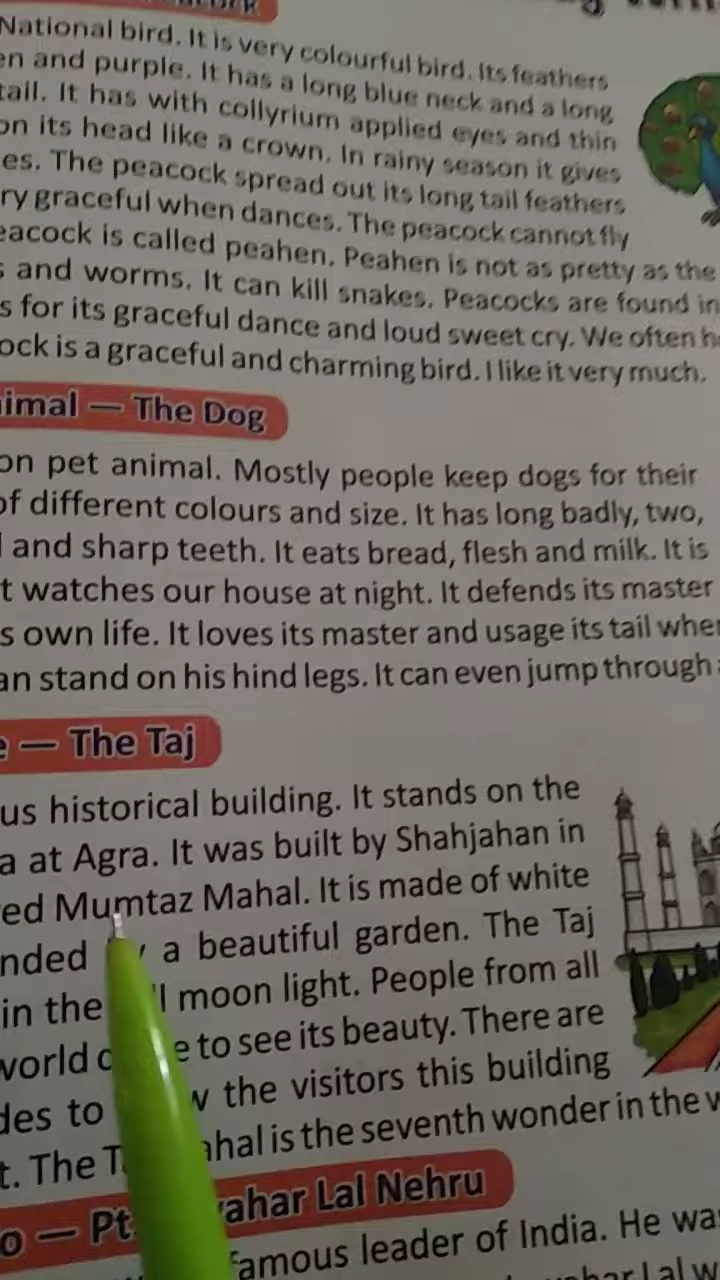 National bird. It is very colourful bird. Its feathers
en and purple. It has a long blue neck and a long
tail. It has with collyrium applied eyes and thin
on its head like a crown. In rainy season it gives
es. The peacock spread out its long tail feathers
ry graceful when dances. The peacock cannot fly
eacock is called peahen. Peahen is not as pretty as the
s and worms. It can kill snakes. Peacocks are found in
s for its graceful dance and loud sweet cry. We often h
ock is a graceful and charming bird. I like it very much.
imal — The Dog
on pet animal. Mostly people keep dogs for their
of different colours and size. It has long badly, two,
and sharp teeth. It eats bread, flesh and milk. It is
t watches our house at night. It defends its master
s own life. It loves its master and usage its tail when
an stand on his hind legs. It can even jump through
e — The Taj
us historical building. It stands on the
a at Agra. It was built by Shahjahan in
ed Mumtaz Mahal. It is made of white
nded a beautiful garden. The Taj
in the moon light. People from all
world to see its beauty. There are
des to the visitors this building
t. The ahal is the seventh wonder in the w
o — Pt. ahar Lal Nehru
famous leader of India. He wa
Lal w